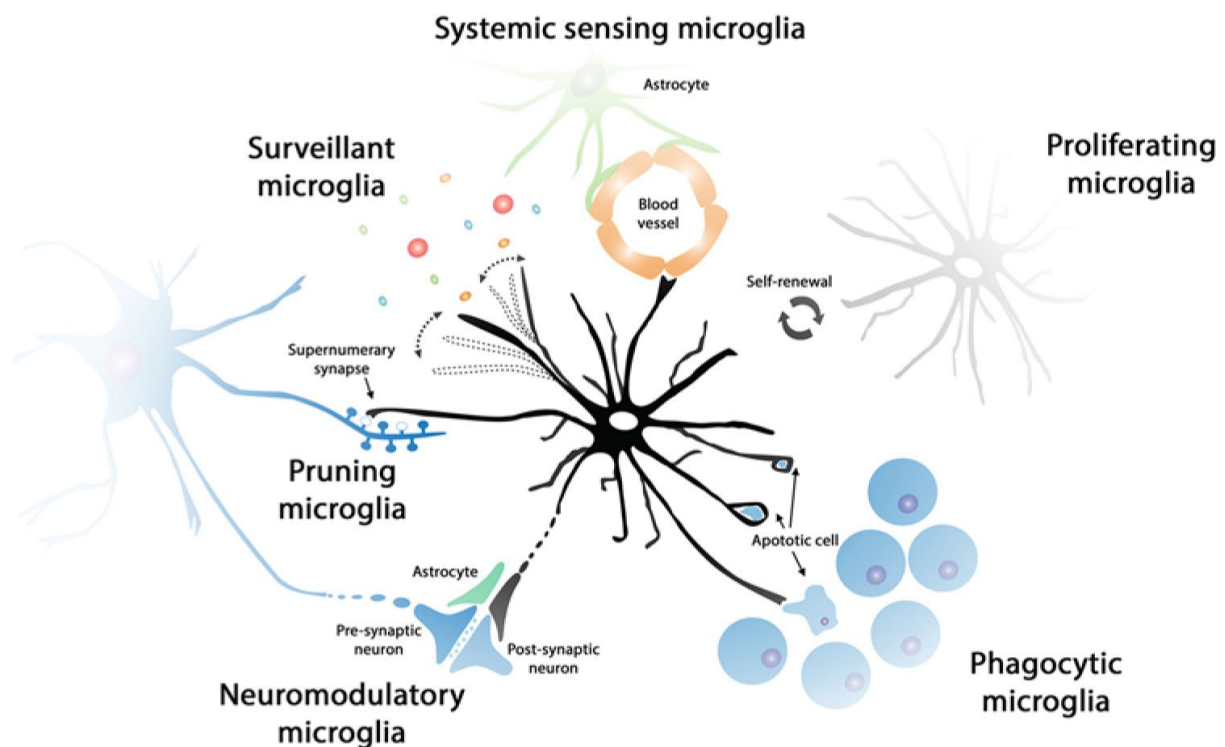 Systemic sensing microglia
Astrocyte
Surveillant
microglia
Proliferating
microglia
Blood
vessel
Self-renewal
Supernumerary
synapse
Pruning
microglia
Apototic cell
Astrocyte
Pre-synaptic
neuron
Post-synaptic
neuron
Neuromodulatory
microglia
Phagocytic
microglia